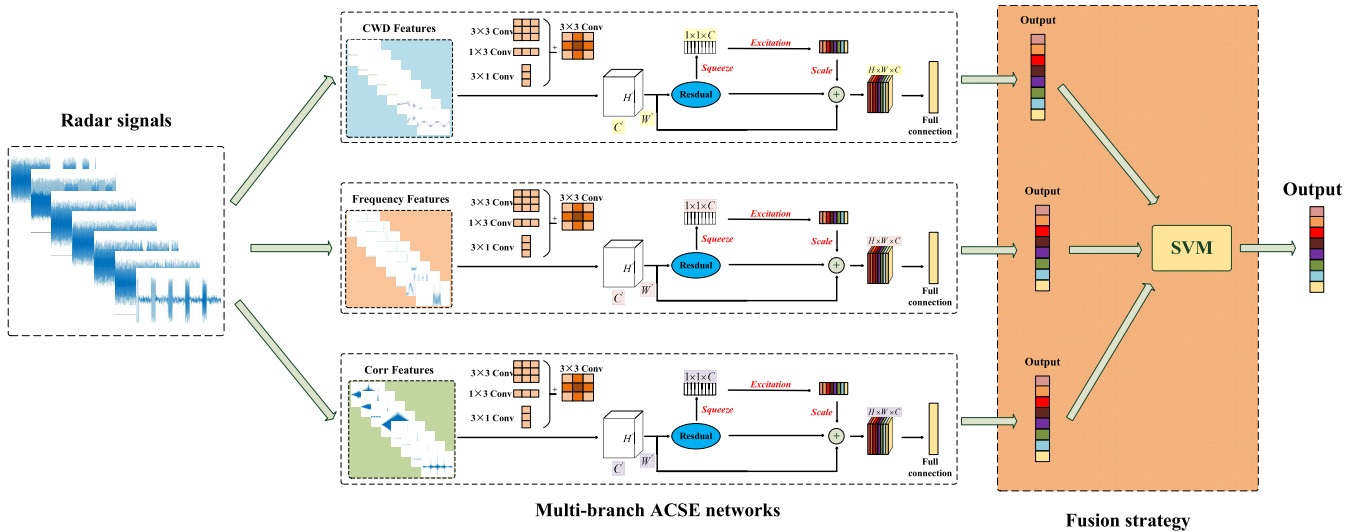 Radar signals
CWD Features
3×3 Conv
1×3 Conv
3×1 Conv
+
3×3 Conv
H'
C'
W'
1×1×C
Squeeze
Excitation
Resdual
Scale
+
H×W×C
Full
connection
Frequency Features
3×3 Conv
1×3 Conv
3×1 Conv
+
3×3 Conv
H'
C'
W'
1×1×C
Squeeze
Excitation
Resdual
Scale
+
H×W×C
Full
connection
Corr Features
3×3 Conv
1×3 Conv
3×1 Conv
+
3×3 Conv
H'
C'
W'
1×1×C
Squeeze
Excitation
Resdual
Scale
+
H×W×C
Full
connection
Multi-branch ACSE networks
Output
Output
Output
SVM
Fusion strategy
Output